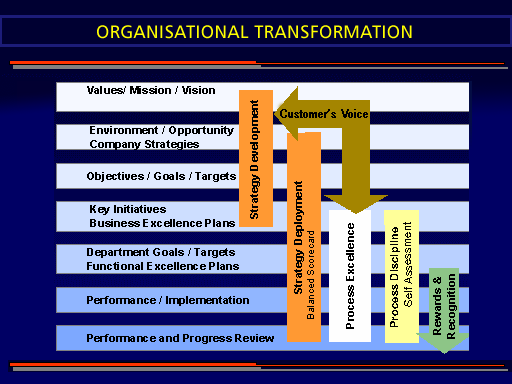 ORGANISATIONAL TRANSFORMATION
Values/ Mission / Vision
Customer's Voice
Environment / Opportunity
Company Strategies
Objectives / Goals / Targets
Key Initiatives
Business Excellence Plans
Department Goals / Targets
Functional Excellence Plans
Performance / Implementation
Performance and Progress Review
Strategy Development
Strategy Deployment
Balanced Scorecard
Process Excellence
Process Discipline
Self Assessment
Rewards &
Recognition